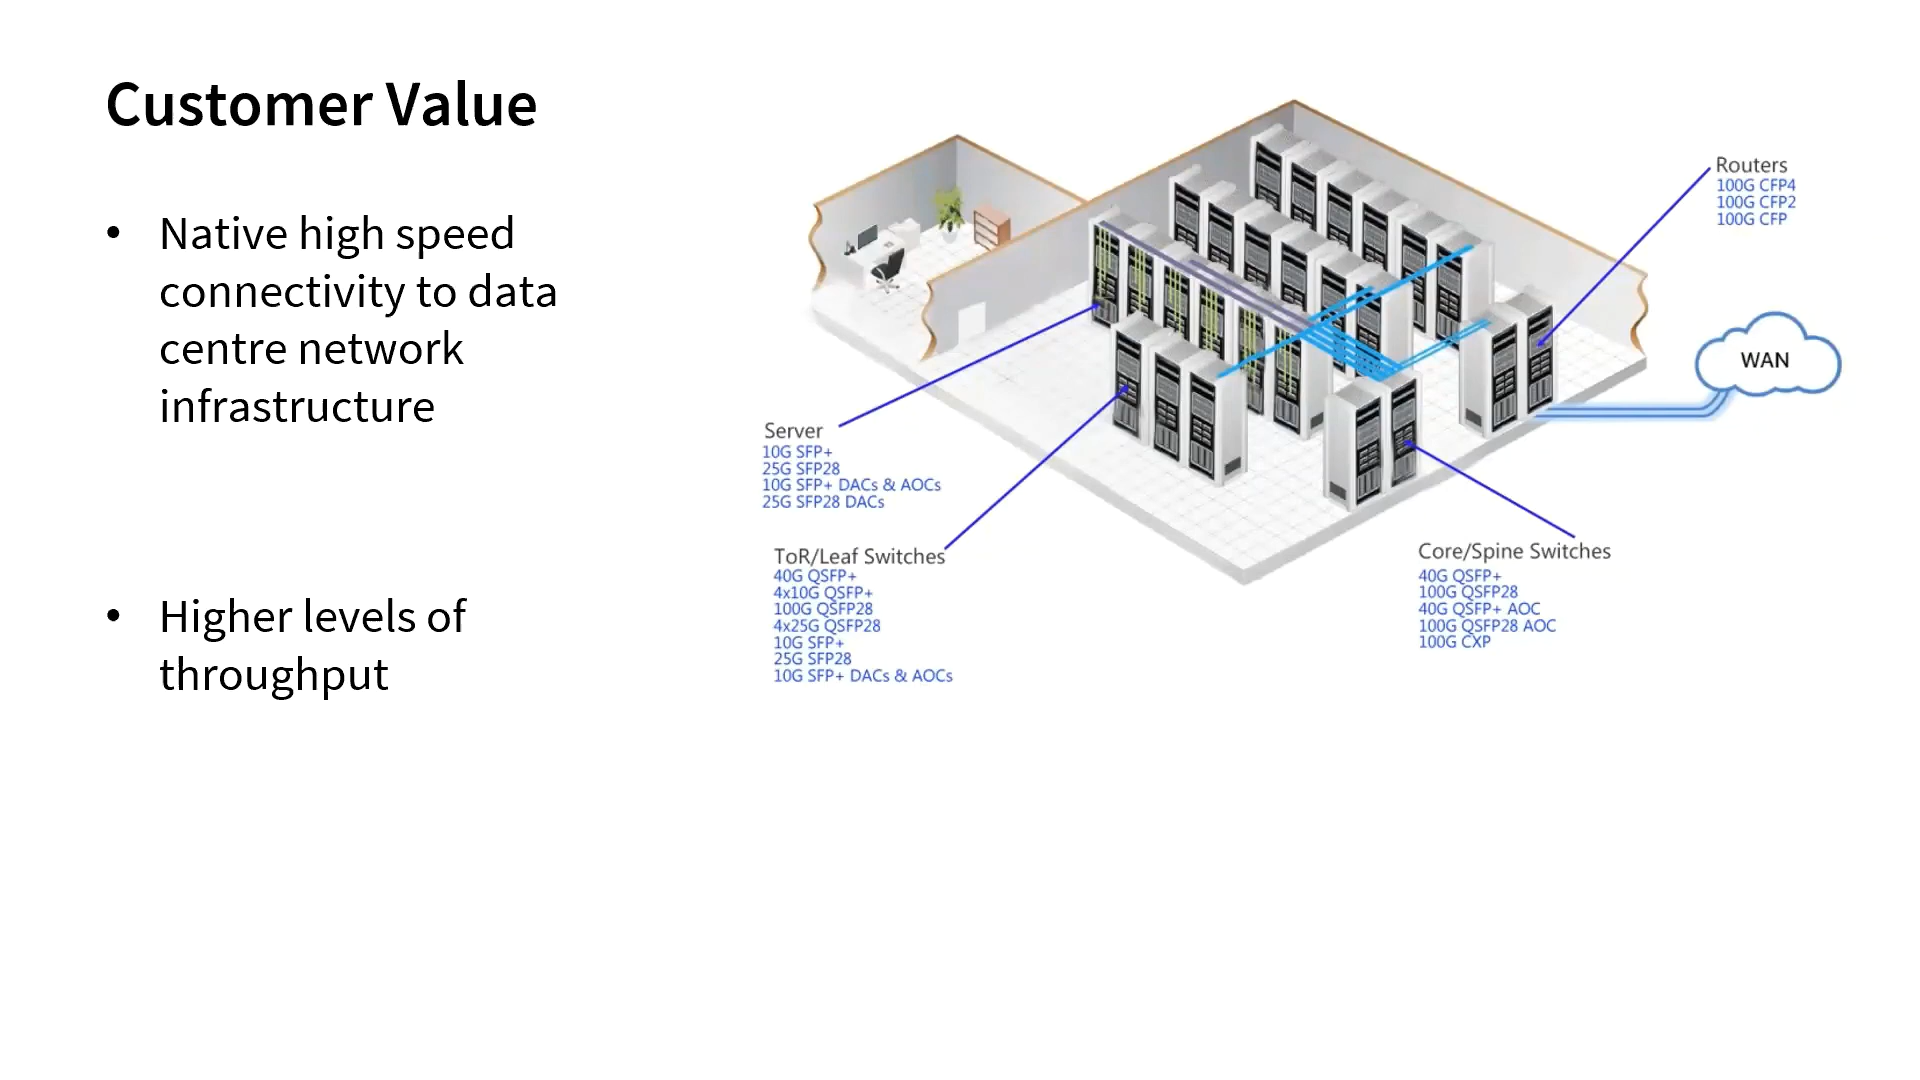 Customer Value
• Native high speed
connectivity to data
centre network
infrastructure
• Higher levels of
throughput
Routers
100G CFP4
100G CFP2
100G CFP
WAN
Server
10G SFP+
25G SFP28
10G SFP+ DACs & AOCs
25G SFP28 DACs
ToR/Leaf Switches
40G QSFP+
4x10G QSFP+
100G QSFP28
4x25G QSFP28
10G SFP+
25G SFP28
10G SFP+ DACs & AOCs
Core/Spine Switches
40G QSFP+
100G QSFP28
40G QSFP+ AOC
100G QSFP28 AOC
100G CXP